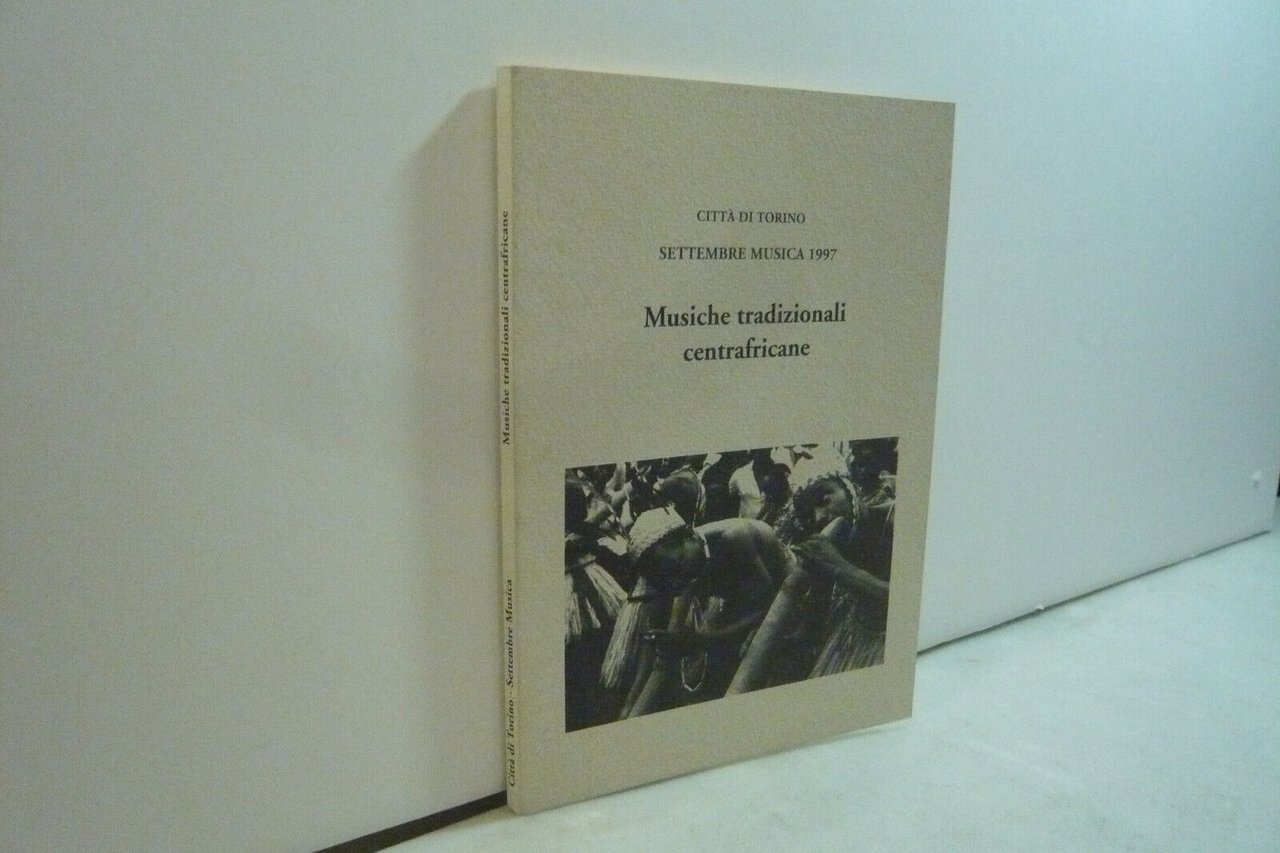 CITTÀ DI TORINO
SETTEMBRE MUSICA 1997
Musiche tradizionali
centrafricane
Città di Torino – Settembre Musica
Musiche tradizionali centrafricane